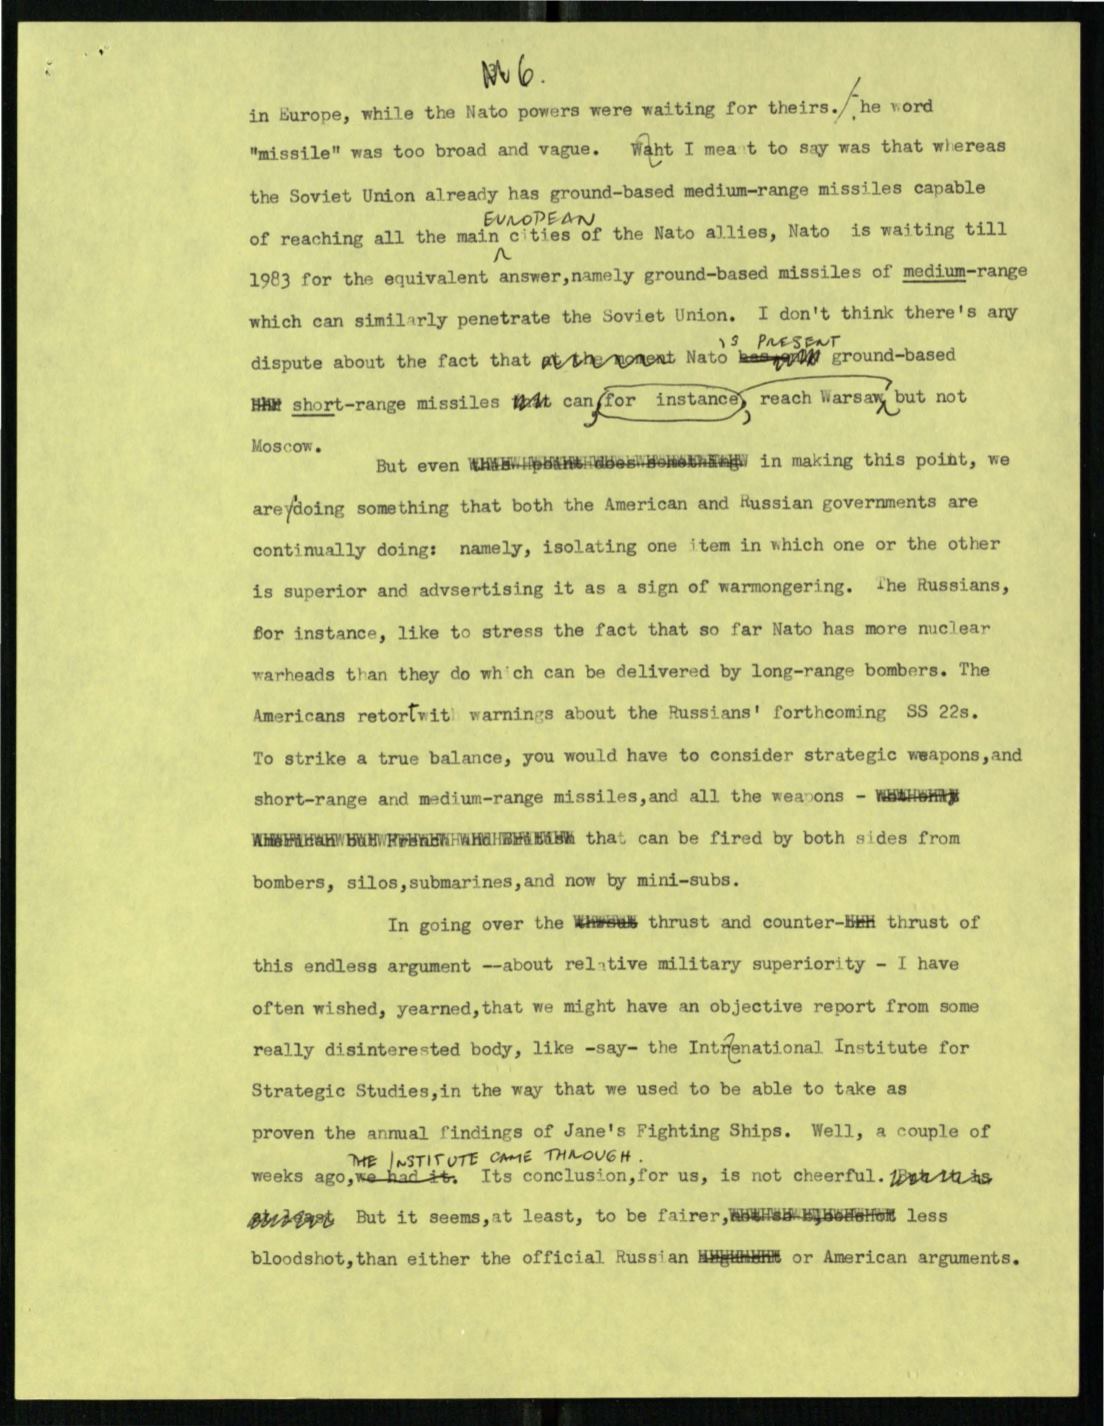 6.
in Europe, while the Nato powers were waiting for theirs. The word
"missile" was too broad and vague. Waht I meant to say was that whereas
the Soviet Union already has ground-based medium-range missiles capable
EUROPEAN
of reaching all the main cities of the Nato allies, Nato is waiting till
1983 for the equivalent answer,namely ground-based missiles of medium-range
which can similarly penetrate the Soviet Union. I don't think there's any
is PRESENT
dispute about the fact that at the moment Nato ground-based
short-range missiles can, for instance, reach Warsaw but not
Moscow.
But even this point does something in making this point, we
are doing something that both the American and Russian governments are
continually doing: namely, isolating one item in which one or the other
is superior and advsertising it as a sign of warmongering. The Russians,
for instance, like to stress the fact that so far Nato has more nuclear
warheads than they do which can be delivered by long-range bombers. The
Americans retort with warnings about the Russians' forthcoming SS 22s.
To strike a true balance, you would have to consider strategic weapons,and
short-range and medium-range missiles,and all the weapons -
that can be fired by both sides from
bombers, silos,submarines,and now by mini-subs.
In going over the thrust and counter- thrust of
this endless argument --about relative military superiority - I have
often wished, yearned,that we might have an objective report from some
really disinterested body, like -say- the Intrenational Institute for
Strategic Studies,in the way that we used to be able to take as
proven the annual findings of Jane's Fighting Ships. Well, a couple of
THE INSTITUTE CAME THROUGH.
weeks ago,we had it. Its conclusion,for us, is not cheerful. But it is
at least But it seems,at least, to be fairer, less
bloodshot,than either the official Russian or American arguments.